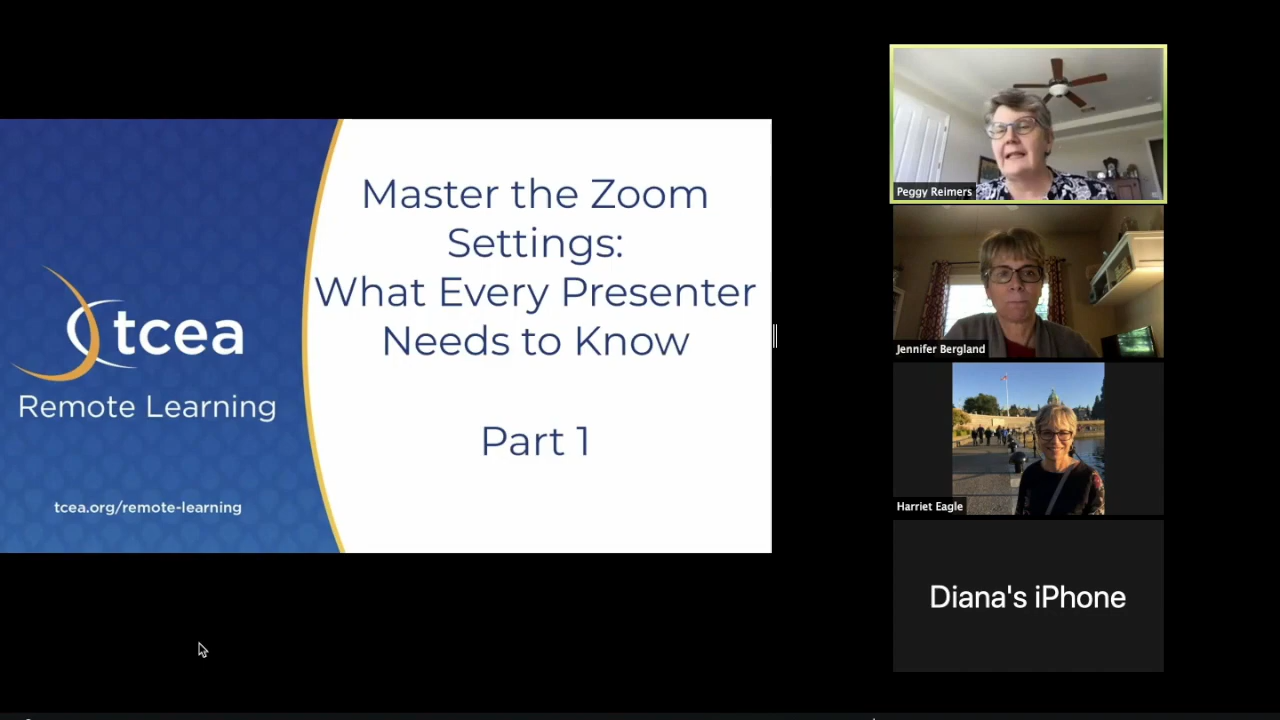 Master the Zoom
Settings:
What Every Presenter
Needs to Know
Part 1
tcea
Remote Learning
tcea.org/remote-learning
Peggy Reimers
Jennifer Bergland
Harriet Eagle
Diana's iPhone